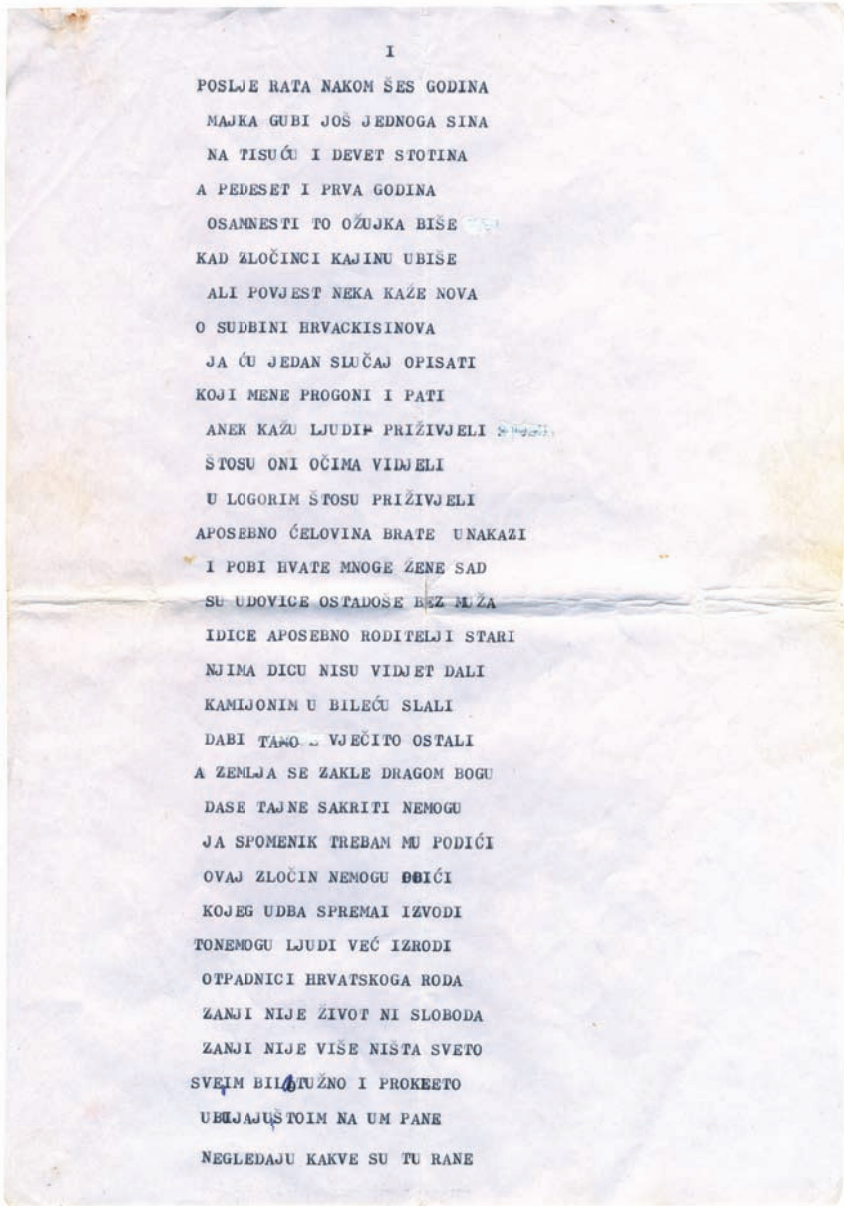 I
POSLJE RATA NAKOM ŠES GODINA
MAJKA GUBI JOŠ JEDNOGA SINA
NA TISUĆU I DEVET STOTINA
A PEDESET I PRVA GODINA
OSAMNESTI TO OŽUJKA BIŠE
KAD ZLOČINCI KAJINU UBIŠE
ALI POVJEST NEKA KAŽE NOVA
O SUDBINI HRVACKISINOVA
JA ĆU JEDAN SLUČAJ OPISATI
KOJI MENE PROGONI I PATI
ANEK KAŽU LJUDI PRIŽIVJELI
ŠTOSU ONI OČIMA VIDJELI
U LOGORIM ŠTOSU PRIŽIVJELI
APOSEBNO ĆELOVINA BRATE UNAKAZI
I POBI HVATE MNOGE ŽENE SAD
SU UDOVICE OSTADOŠE BEZ MUŽA
IDICE APOSEBNO RODITELJI STARI
NJIMA DICU NISU VIDJET DALI
KAMIJONIM U BILEĆU SLALI
DABI TAMO VJEČITO OSTALI
A ZEMLJA SE ZAKLE DRAGOM BOGU
DASE TAJNE SAKRITI NEMOGU
JA SPOMENIK TREBAM MU PODIĆI
OVAJ ZLOČIN NEMOGU OBIĆI
KOJEG UDBA SPREMAI IZVODI
TONEMOGU LJUDI VEĆ IZRODI
OTPADNICI HRVATSKOGA RODA
ZANJI NIJE ŽIVOT NI SLOBODA
ZANJI NIJE VIŠE NIŠTA SVETO
SVEIM BILOTUŽNO I PROKEETO
UBIJAJUŠTOIM NA UM PANE
NEGLEDAJU KAKVE SU TU RANE